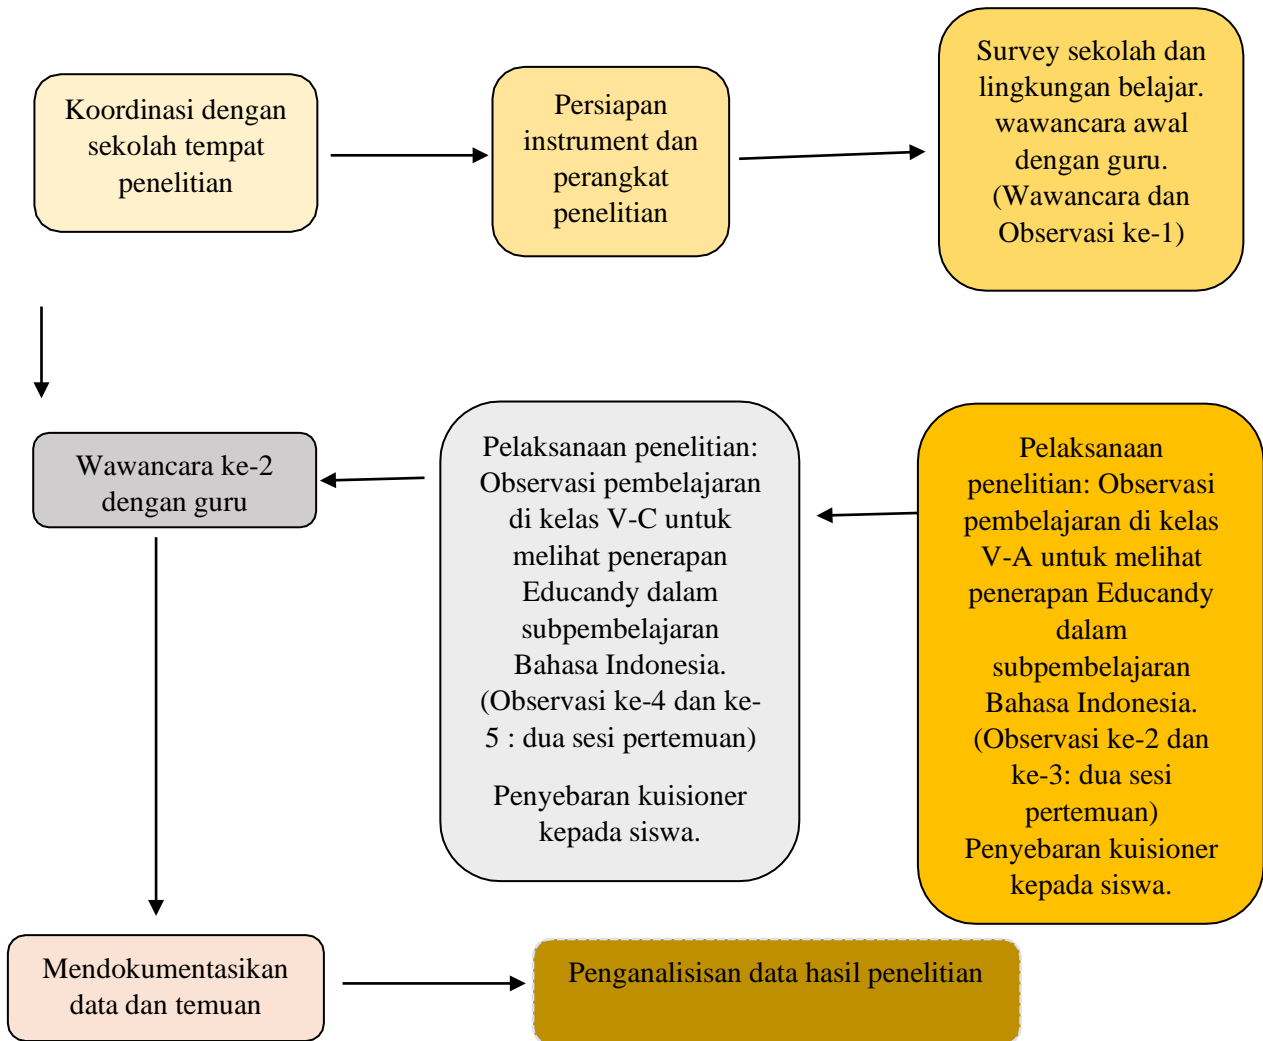 Koordinasi dengan
sekolah tempat
penelitian
Persiapan
instrument dan
perangkat
penelitian
Survey sekolah dan
lingkungan belajar.
wawancara awal
dengan guru.
(Wawancara dan
Observasi ke-1)
Pelaksanaan
penelitian: Observasi
pembelajaran di kelas
V-A untuk melihat
penerapan Educandy
dalam
subpembelajaran
Bahasa Indonesia.
(Observasi ke-2 dan
ke-3: dua sesi
pertemuan)
Penyebaran kuisioner
kepada siswa.
Pelaksanaan penelitian:
Observasi pembelajaran
di kelas V-C untuk
melihat penerapan
Educandy dalam
subpembelajaran
Bahasa Indonesia.
(Observasi ke-4 dan ke-
5 : dua sesi pertemuan)
Penyebaran kuisioner
kepada siswa.
Wawancara ke-2
dengan guru
Mendokumentasikan
data dan temuan
Penganalisisan data hasil penelitian